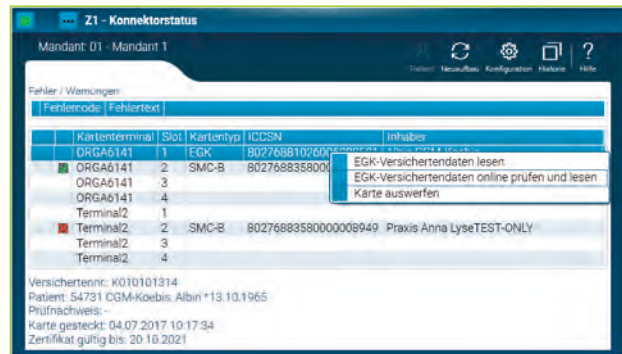 Z1 - Konnektorstatus
Mandant: 01 - Mandant 1
Patient Neuaufbau Konfiguration Historie Hilfe
Fehler / Warnungen
Fehlercode Fehlertext
Kartenterminal Slot Kartentyp ICCSN Inhaber
ORGA6141 1 EGK
EGK-Versichertendaten lesen
ORGA6141 2 SMC-B
EGK-Versichertendaten online prüfen und lesen
ORGA6141 3
Karte auswerfen
ORGA6141 4
Terminal2 1
Terminal2 2 SMC-B 80276883580000008949 Praxis Anna LyseTEST-ONLY
Terminal2 3
Terminal2 4
Versichertennr.: K010101314
Patient: 54731 CGM-Koebis, Albin *13.10.1965
Prüfnachweis: -
Karte gesteckt: 04.07.2017 10:17:34
Zertifikat gültig bis: 20.10.2021